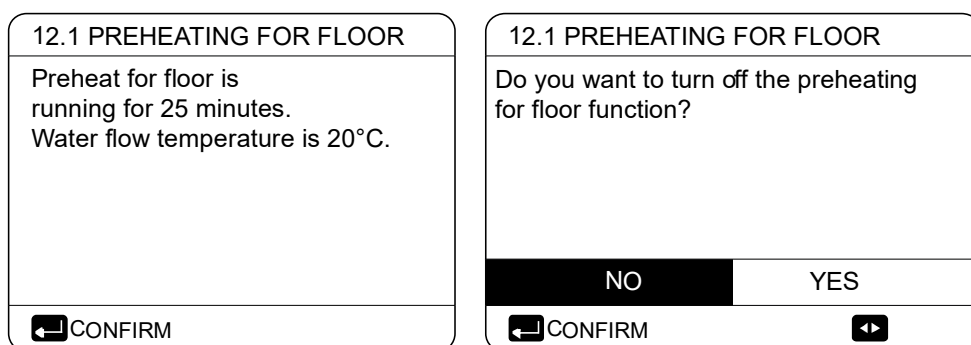 12.1 PREHEATING FOR FLOOR
Preheat for floor is
running for 25 minutes.
Water flow temperature is 20°C.
CONFIRM
12.1 PREHEATING FOR FLOOR
Do you want to turn off the preheating
for floor function?
NO YES
CONFIRM